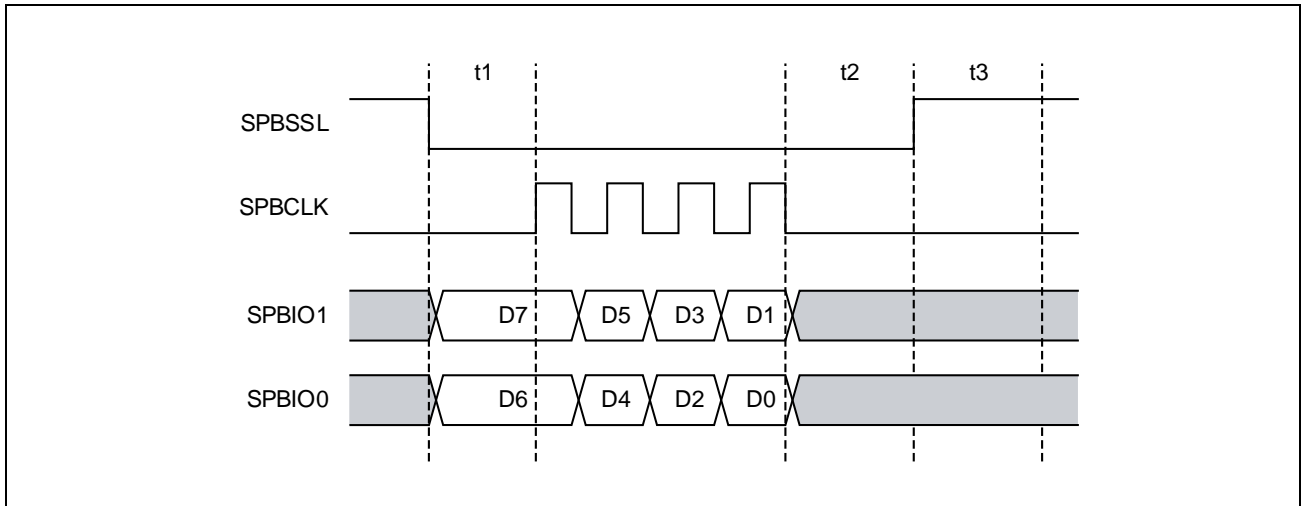 t1 t2 t3
SPBSSL
SPBCLK
SPBIO1 D7 D5 D3 D1
SPBIO0 D6 D4 D2 D0